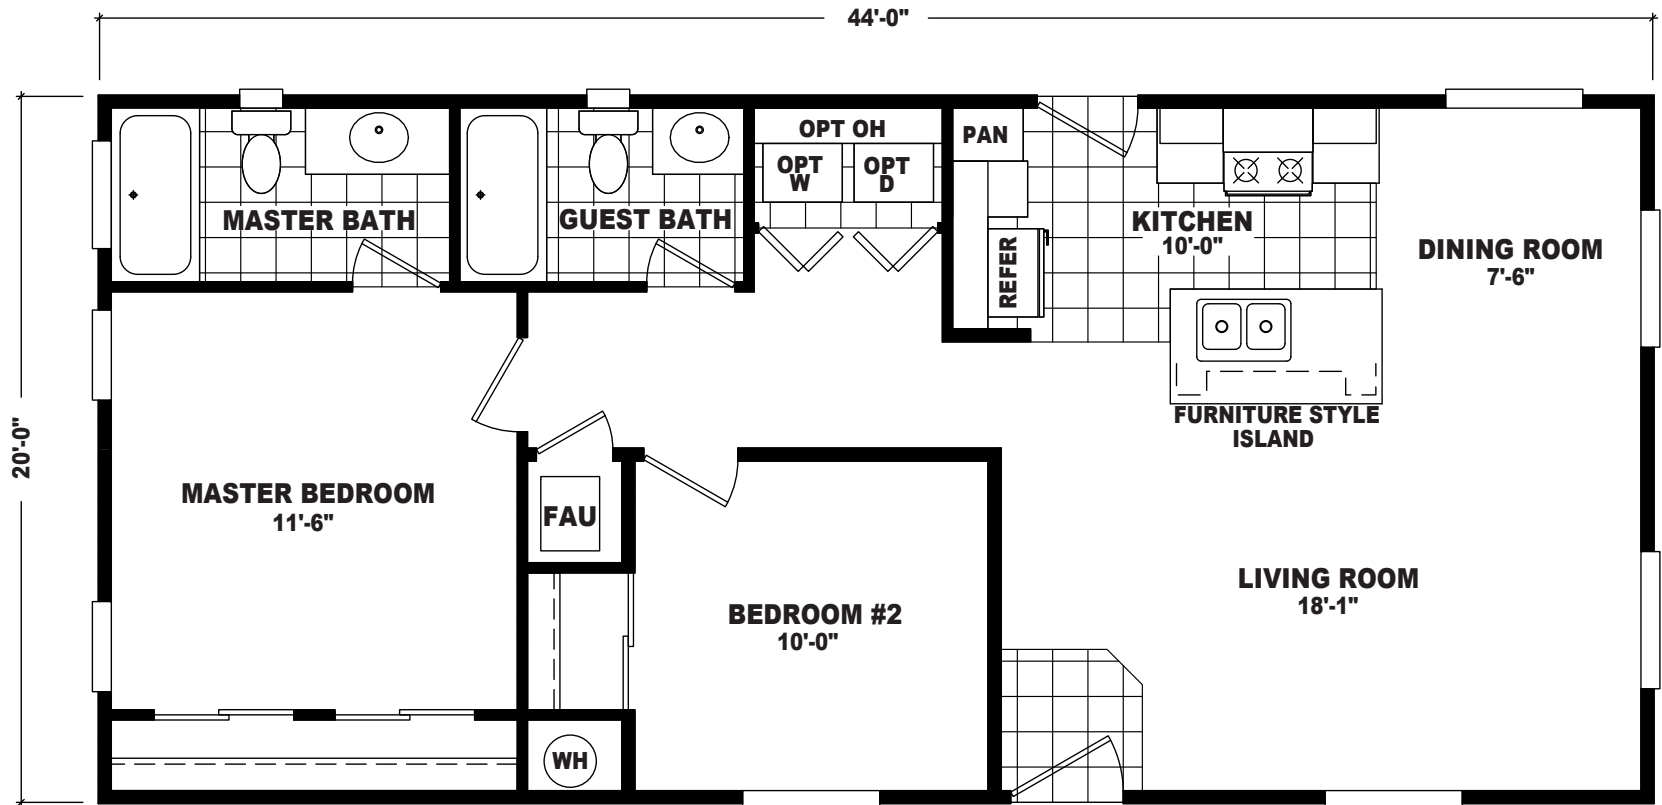 44'-0"
20'-0"
MASTER BATH
GUEST BATH
OPT OH
OPT
W
OPT
D
PAN
REFER
KITCHEN
10'-0"
DINING ROOM
7'-6"
FURNITURE STYLE
ISLAND
MASTER BEDROOM
11'-6"
FAU
BEDROOM #2
10'-0"
LIVING ROOM
18'-1"
WH